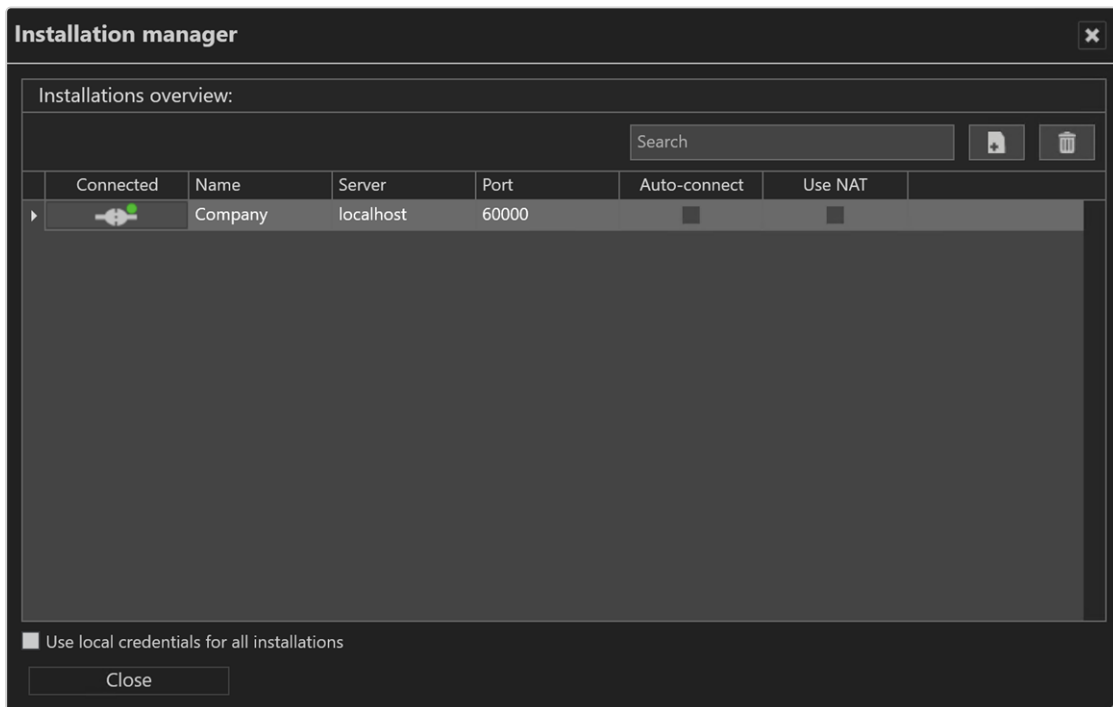 Installation manager
Installations overview:
Search
Connected Name Server Port Auto-connect Use NAT
Company localhost 60000
Use local credentials for all installations
Close